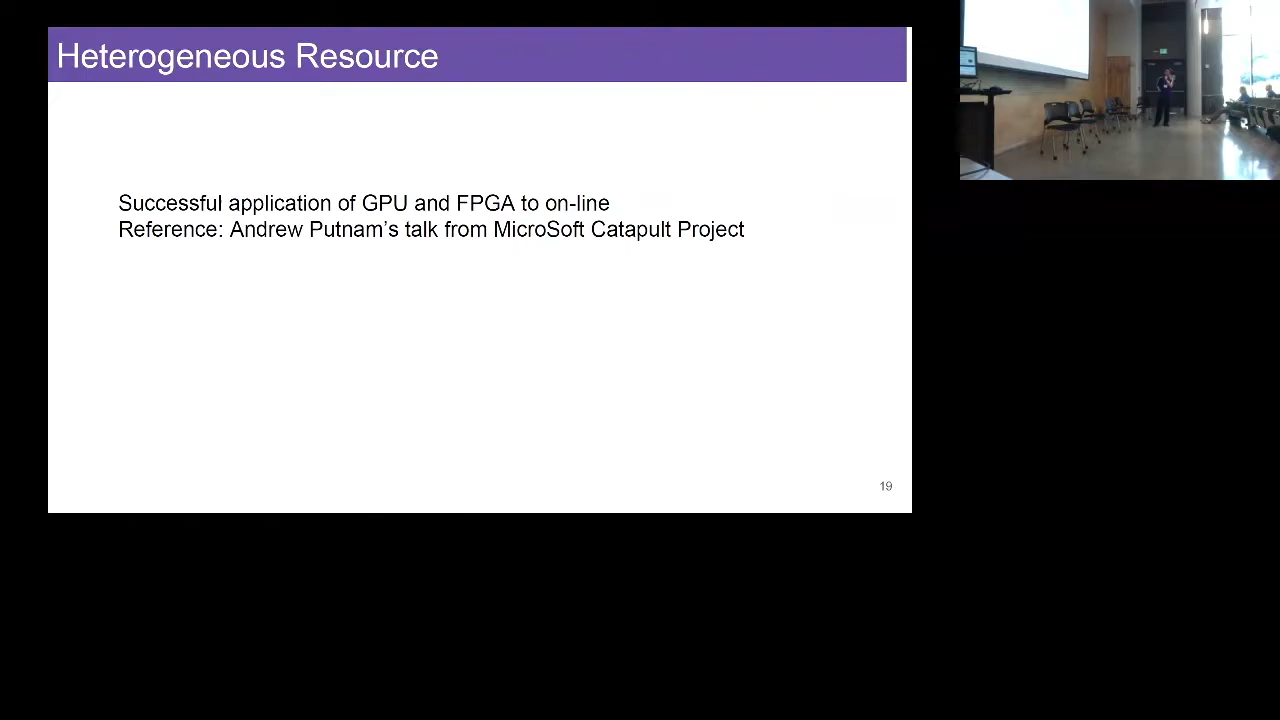 Heterogeneous Resource
Successful application of GPU and FPGA to on-line
Reference: Andrew Putnam's talk from MicroSoft Catapult Project
19